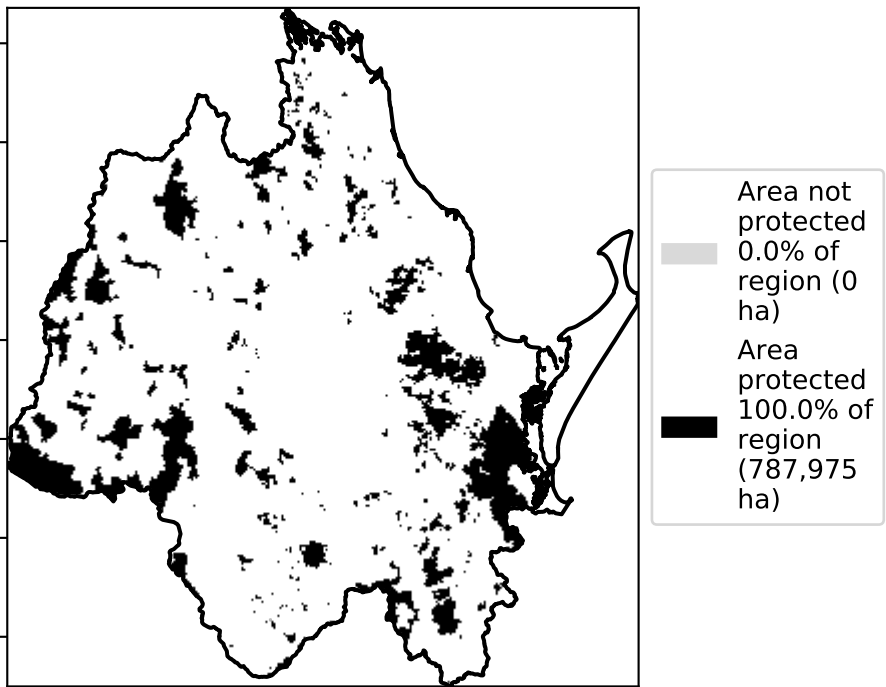 Area not
protected
0.0% of
region (0
ha)
Area
protected
100.0% of
region
(787,975
ha)